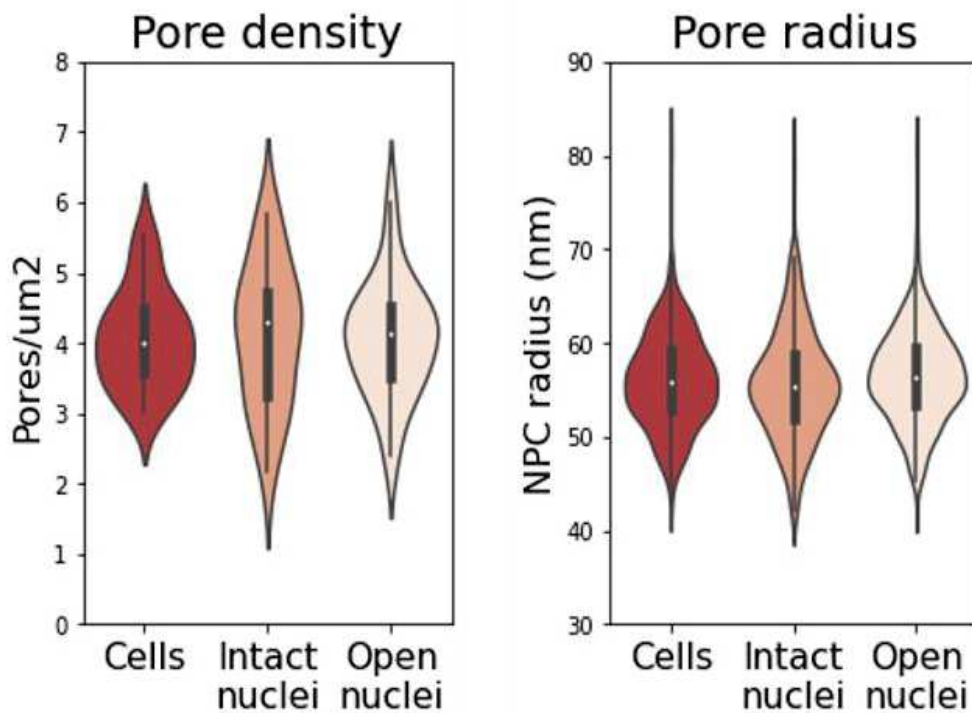 Pore density
Pores/um2
8
7
6
5
4
3
2
1
0
Cells
Intact
nuclei
Open
nuclei
Pore radius
NPC radius (nm)
90
80
70
60
50
40
30
Cells
Intact
nuclei
Open
nuclei